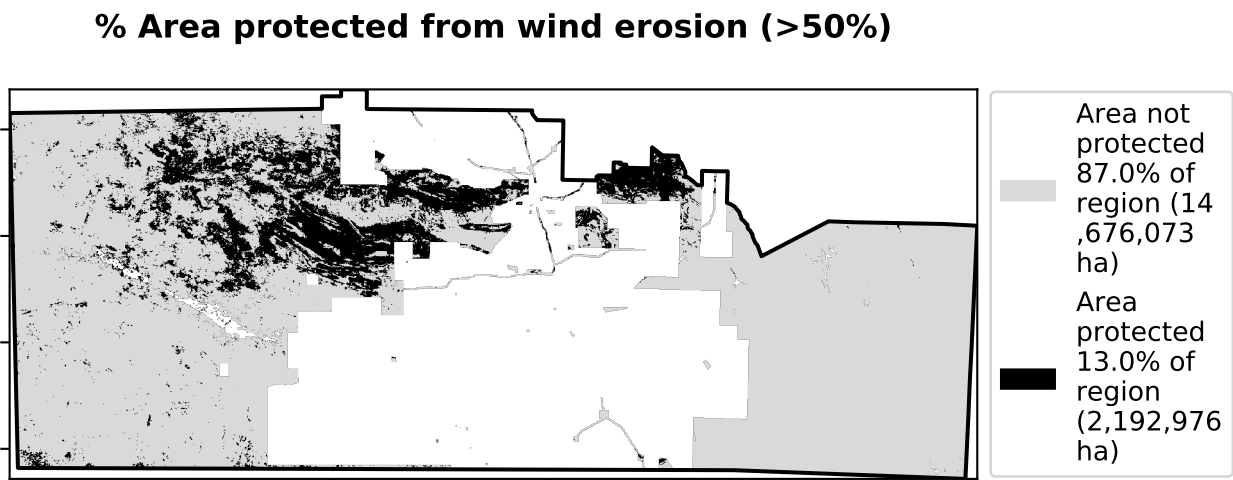 % Area protected from wind erosion (>50%)
Area not
protected
87.0% of
region (14
,676,073
ha)
Area
protected
13.0% of
region
(2,192,976
ha)